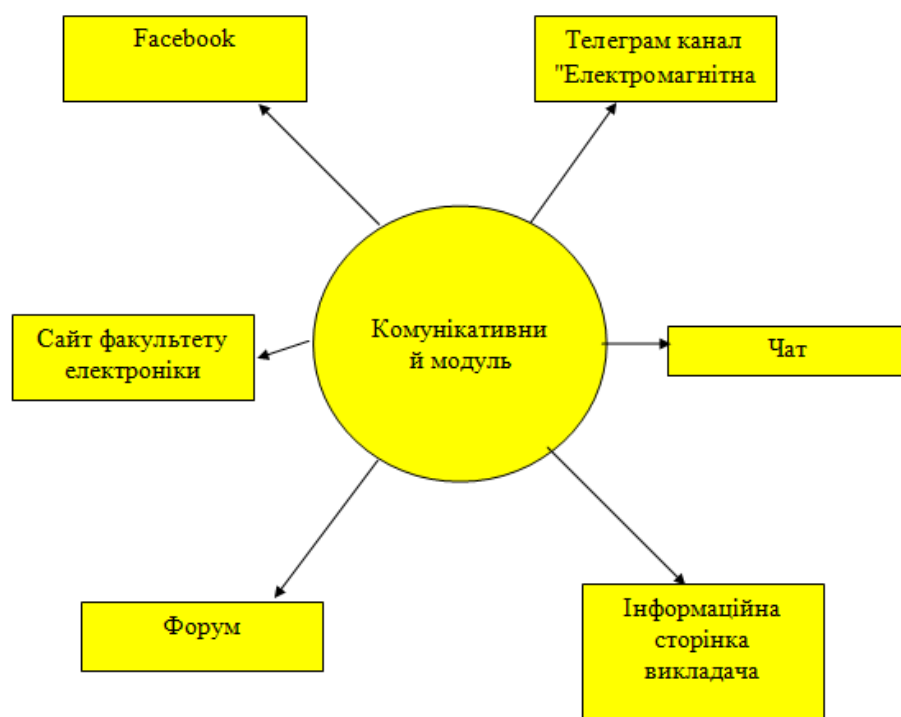 Facebook
Телеграм канал
"Електромагнітна
Сайт факультету
електроніки
Комунікативни
й модуль
Чат
Форум
Інформаційна
сторінка
викладача